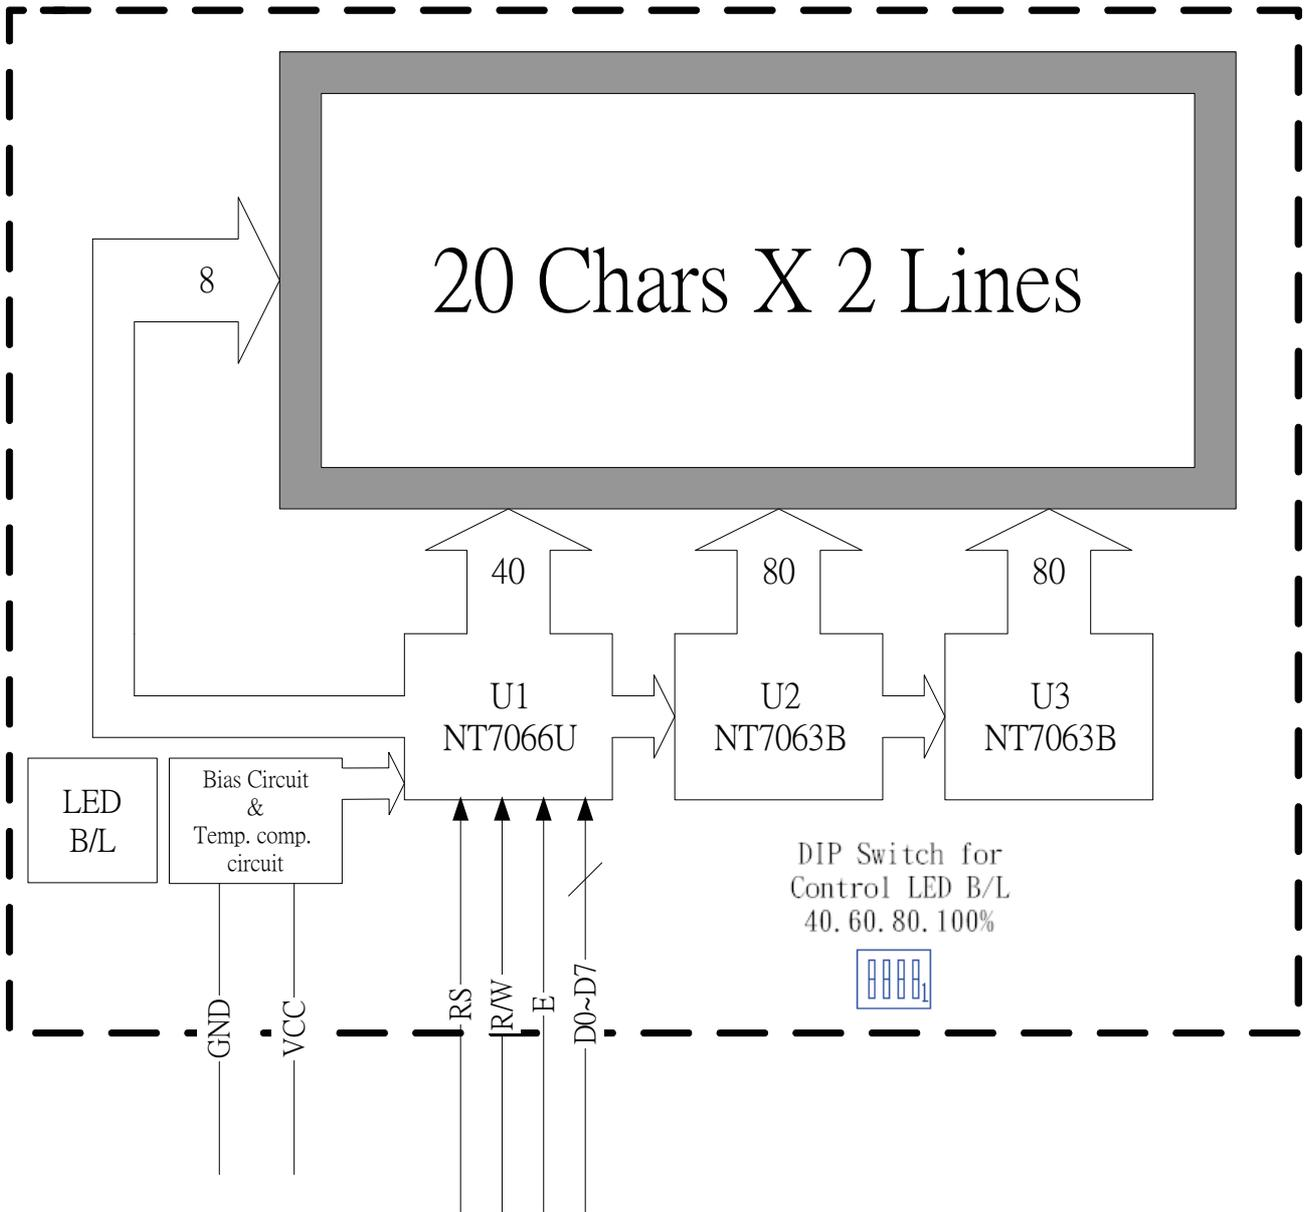 20 Chars X 2 Lines
8
40
80
80
U1
NT7066U
U2
NT7063B
U3
NT7063B
LED
B/L
Bias Circuit
&
Temp. comp.
circuit
DIP Switch for
Control LED B/L
40.60.80.100%
1
GND
VCC
RS
R/W
E
D0~D7